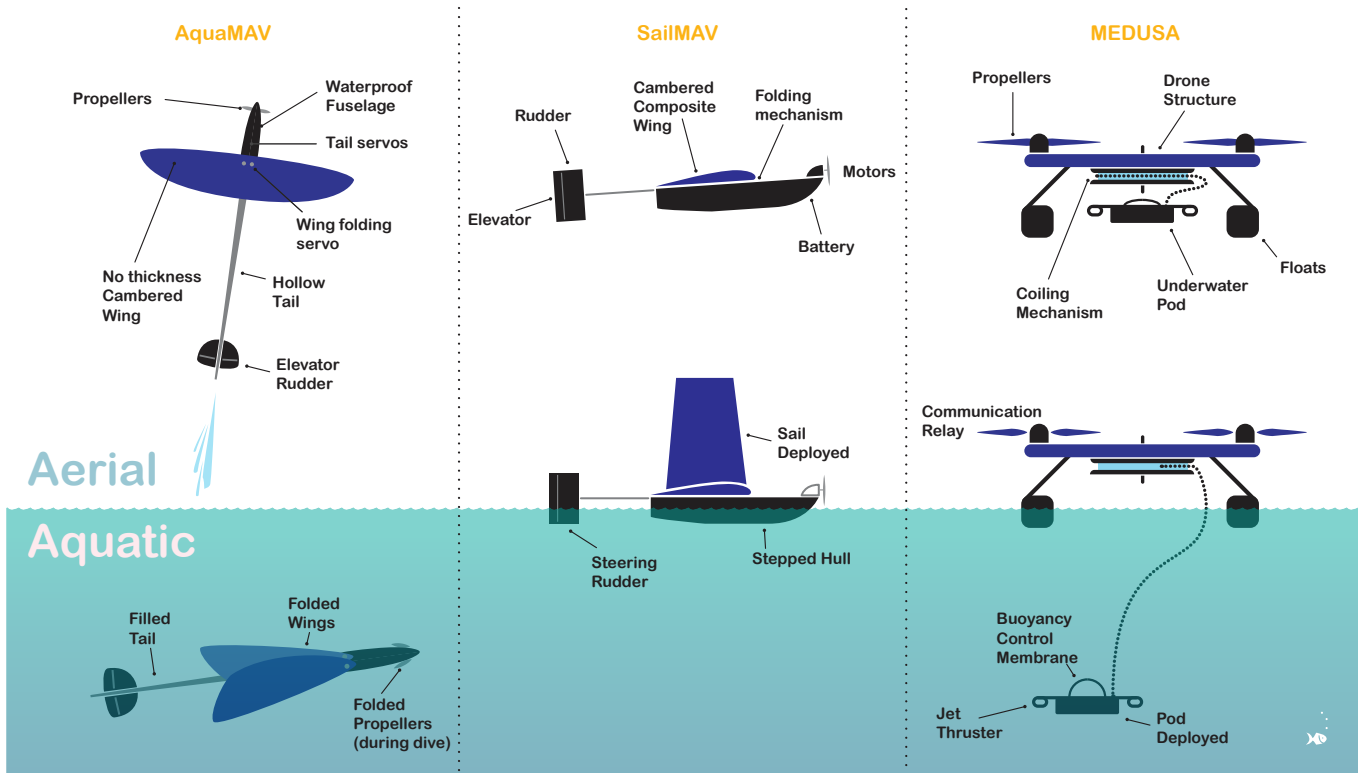 AquaMAV
Propellers
Waterproof
Fuselage
Tail servos
Wing folding
servo
No thickness
Cambered
Wing
Hollow
Tail
Elevator
Rudder
Aerial
Aquatic
Filled
Tail
Folded
Wings
Folded
Propellers
(during dive)
SailMAV
Rudder
Cambered
Composite
Wing
Folding
mechanism
Motors
Elevator
Battery
Sail
Deployed
Steering
Rudder
Stepped Hull
MEDUSA
Propellers
Drone
Structure
Floats
Coiling
Mechanism
Underwater
Pod
Communication
Relay
Buoyancy
Control
Membrane
Jet
Thruster
Pod
Deployed